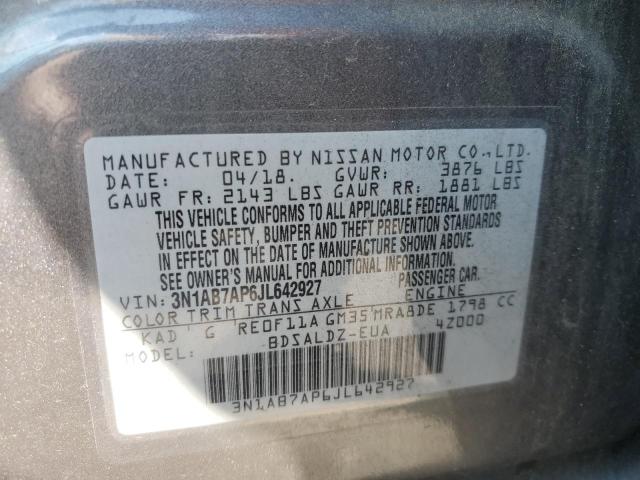 MANUFACTURED BY NISSAN MOTOR CO., LTD.
DATE: 04/18. GVWR: 3876 LBS
GAWR FR: 2143 LBS GAWR RR: 1881 LBS
THIS VEHICLE CONFORMS TO ALL APPLICABLE FEDERAL MOTOR
VEHICLE SAFETY, BUMPER AND THEFT PREVENTION STANDARDS
IN EFFECT ON THE DATE OF MANUFACTURE SHOWN ABOVE.
SEE OWNER'S MANUAL FOR ADDITIONAL INFORMATION.
VIN: 3N1AB7AP6JL642927 PASSENGER CAR.
COLOR TRIM TRANS AXLE ENGINE
KAD G RE0F11A GM35 MRA8DE 1798 CC
MODEL: BDSALDZ-EUA 4Z000
3N1AB7AP6JL642927